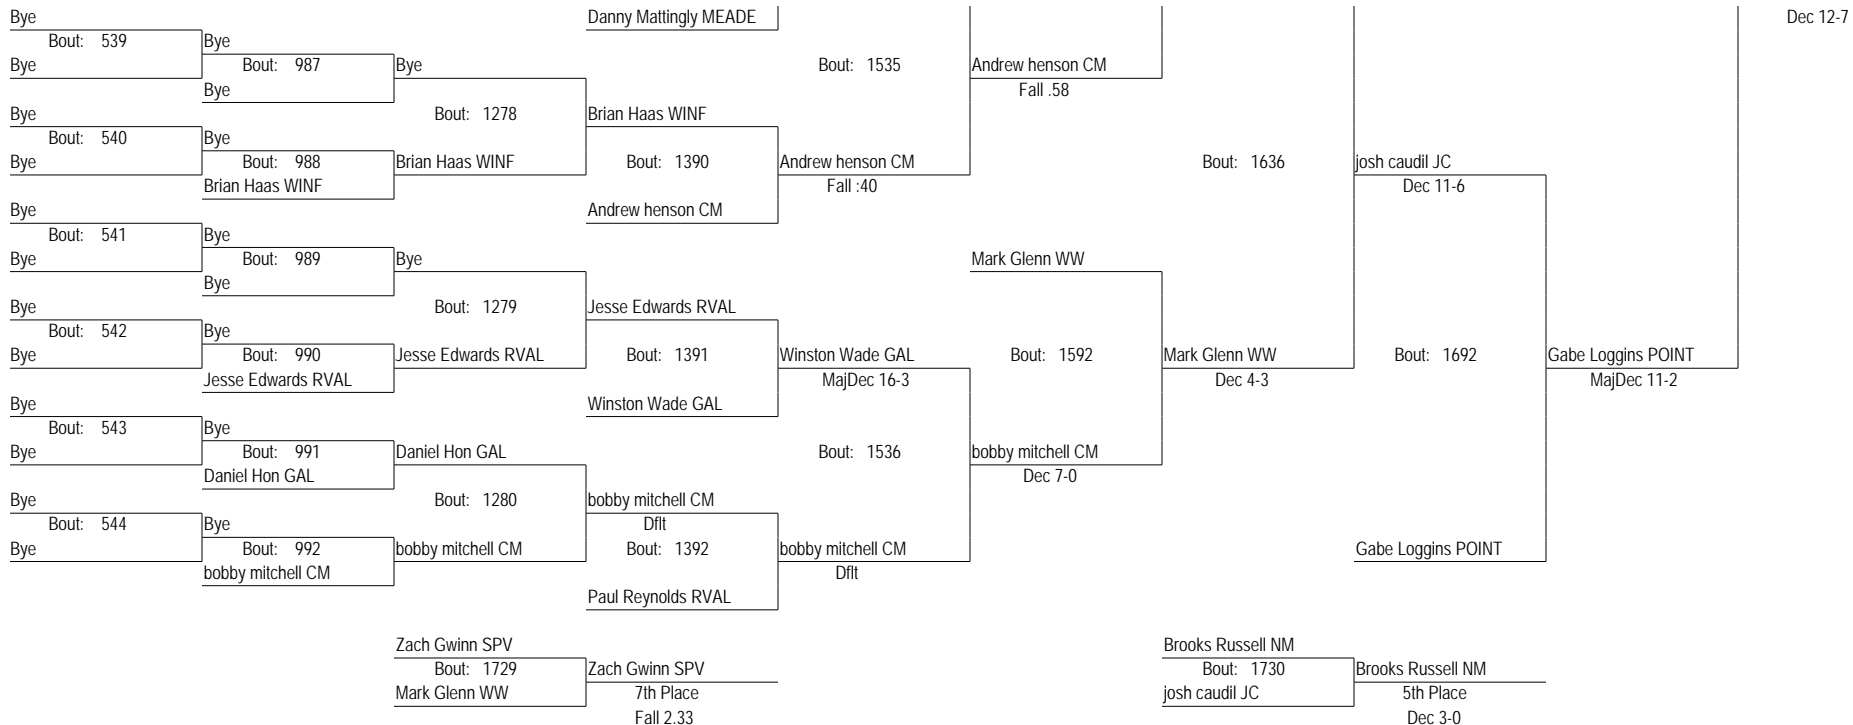 Bye Danny Mattingly MEADE Dec 12-7
Bout: 539 Bye
Bye Bout: 987 Bye Bout: 1535 Andrew henson CM
Bye Fall .58
Bye Bout: 1278 Brian Haas WINF
Bout: 540 Bye
Bye Bout: 988 Brian Haas WINF Bout: 1390 Andrew henson CM Bout: 1636 josh caudil JC
Brian Haas WINF Fall :40 Dec 11-6
Bye Andrew henson CM
Bout: 541 Bye
Bye Bout: 989 Bye Mark Glenn WW
Bye
Bye Bout: 1279 Jesse Edwards RVAL
Bout: 542 Bye
Bye Bout: 990 Jesse Edwards RVAL Bout: 1391 Winston Wade GAL Bout: 1592 Mark Glenn WW Bout: 1692 Gabe Loggins POINT
Jesse Edwards RVAL MajDec 16-3 Dec 4-3 MajDec 11-2
Bye Winston Wade GAL
Bout: 543 Bye
Bye Bout: 991 Daniel Hon GAL Bout: 1536 bobby mitchell CM
Daniel Hon GAL Dec 7-0
Bye Bout: 1280 bobby mitchell CM
Bout: 544 Bye Dflt
Bye Bout: 992 bobby mitchell CM Bout: 1392 bobby mitchell CM Gabe Loggins POINT
bobby mitchell CM Dflt
Paul Reynolds RVAL
Zach Gwinn SPV Brooks Russell NM
Bout: 1729 Zach Gwinn SPV Bout: 1730 Brooks Russell NM
Mark Glenn WW 7th Place josh caudil JC 5th Place
Fall 2.33 Dec 3-0